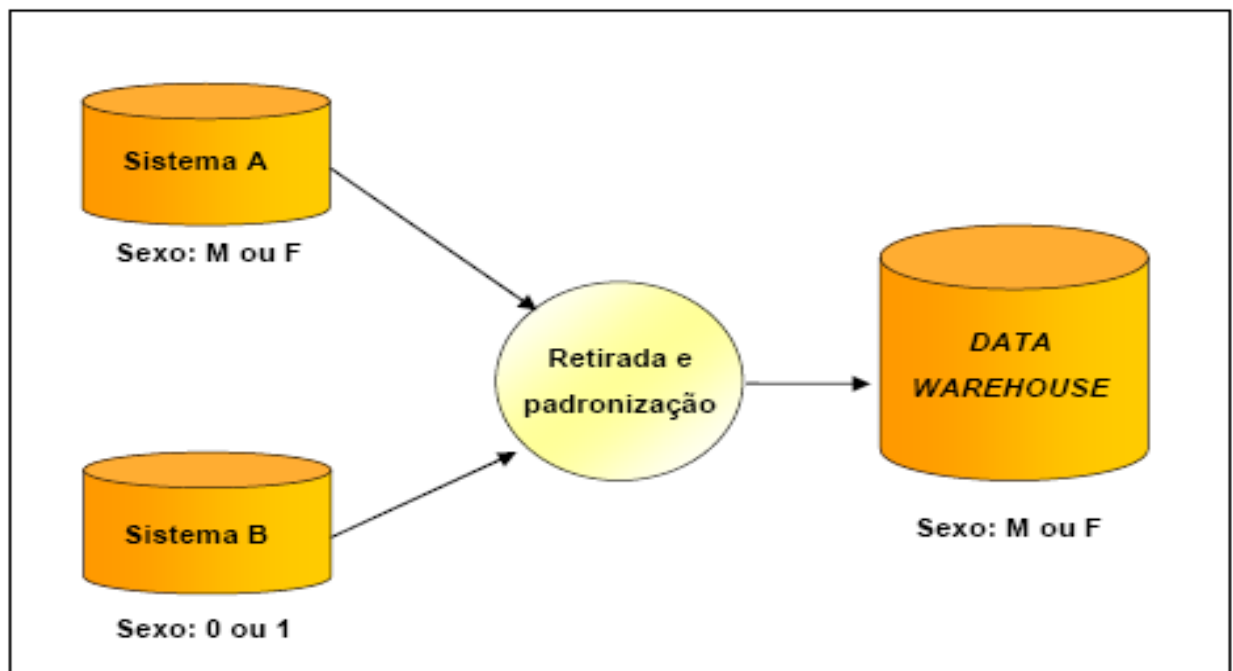 Sistema A
Sexo: M ou F
Retirada e
padronização
DATA
WAREHOUSE
Sexo: M ou F
Sistema B
Sexo: 0 ou 1